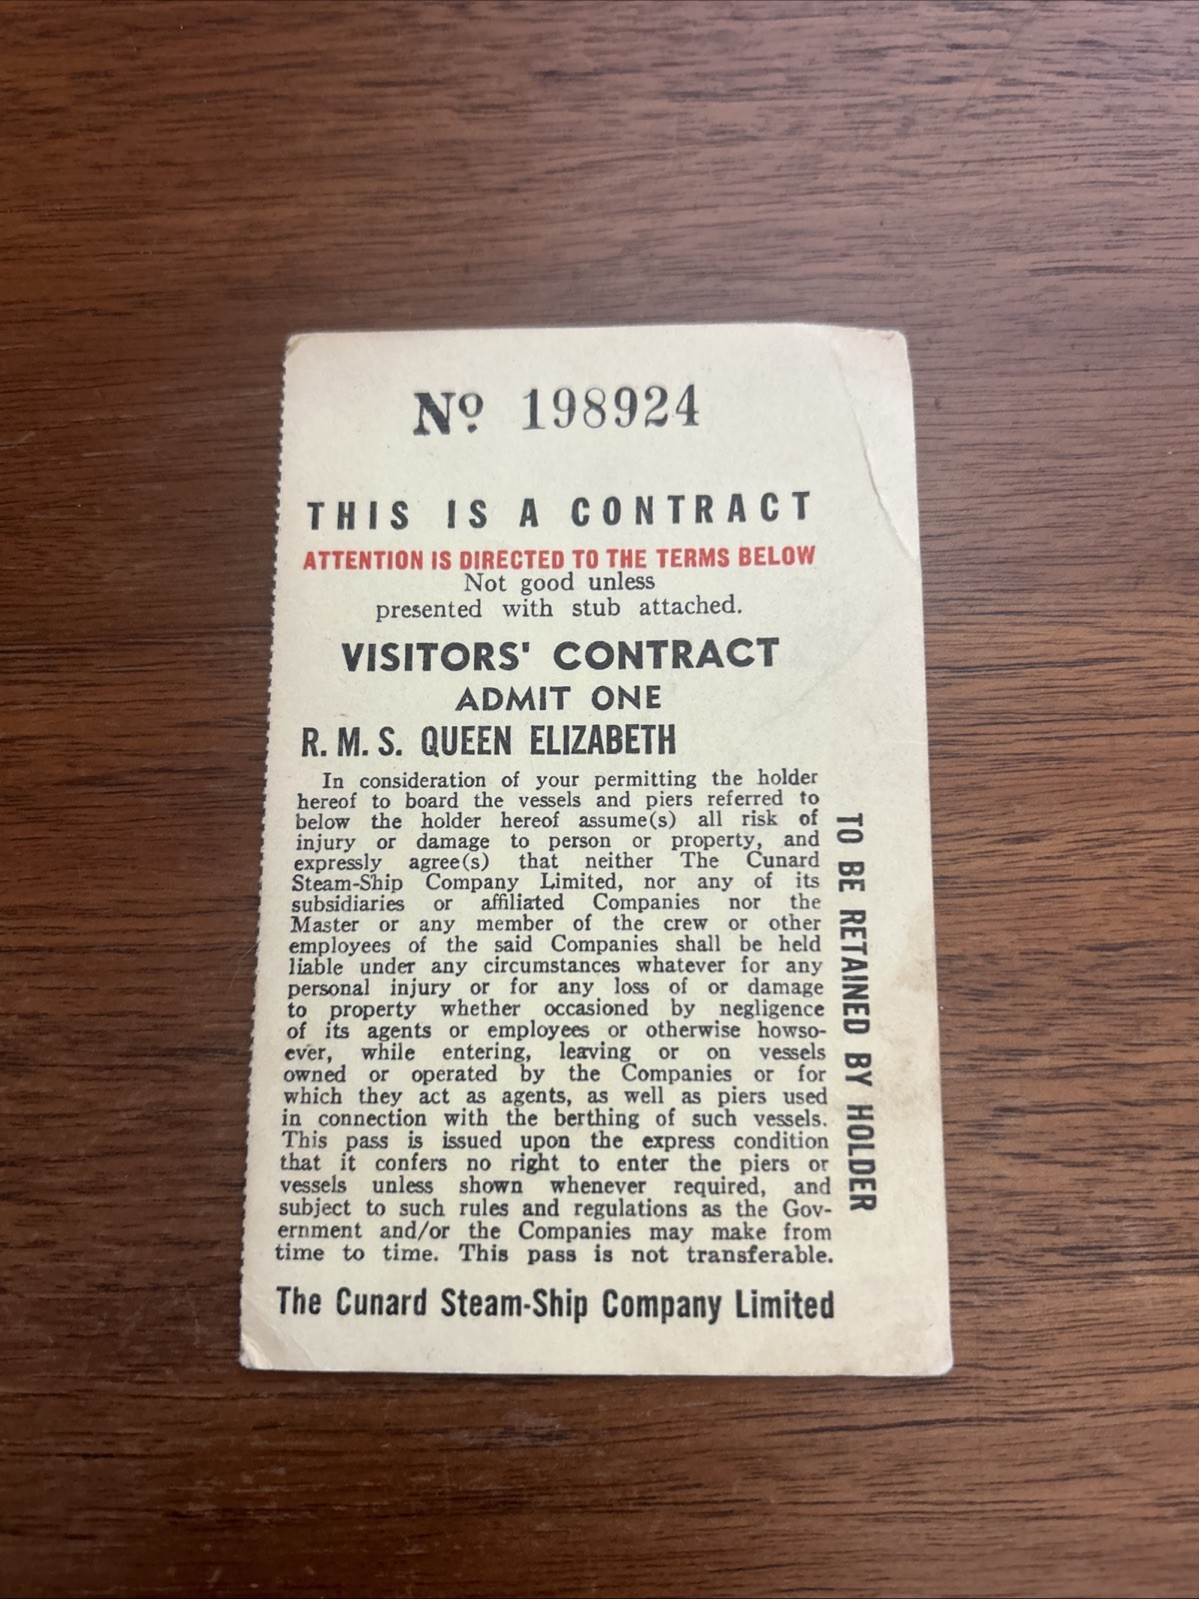 Nº 198924
THIS IS A CONTRACT
ATTENTION IS DIRECTED TO THE TERMS BELOW
Not good unless
presented with stub attached.
VISITORS' CONTRACT
ADMIT ONE
R. M. S. QUEEN ELIZABETH
In consideration of your permitting the holder
hereof to board the vessels and piers referred to
below the holder hereof assume(s) all risk of
injury or damage to person or property, and
expressly agree(s) that neither The Cunard
Steam-Ship Company Limited, nor any of its
subsidiaries or affiliated Companies nor the
Master or any member of the crew or other
employees of the said Companies shall be held
liable under any circumstances whatever for any
personal injury or for any loss of or damage
to property whether occasioned by negligence
of its agents or employees or otherwise howso-
ever, while entering, leaving or on vessels
owned or operated by the Companies or for
which they act as agents, as well as piers used
in connection with the berthing of such vessels.
This pass is issued upon the express condition
that it confers no right to enter the piers or
vessels unless shown whenever required, and
subject to such rules and regulations as the Gov-
ernment and/or the Companies may make from
time to time. This pass is not transferable.
The Cunard Steam-Ship Company Limited
TO BE RETAINED BY HOLDER